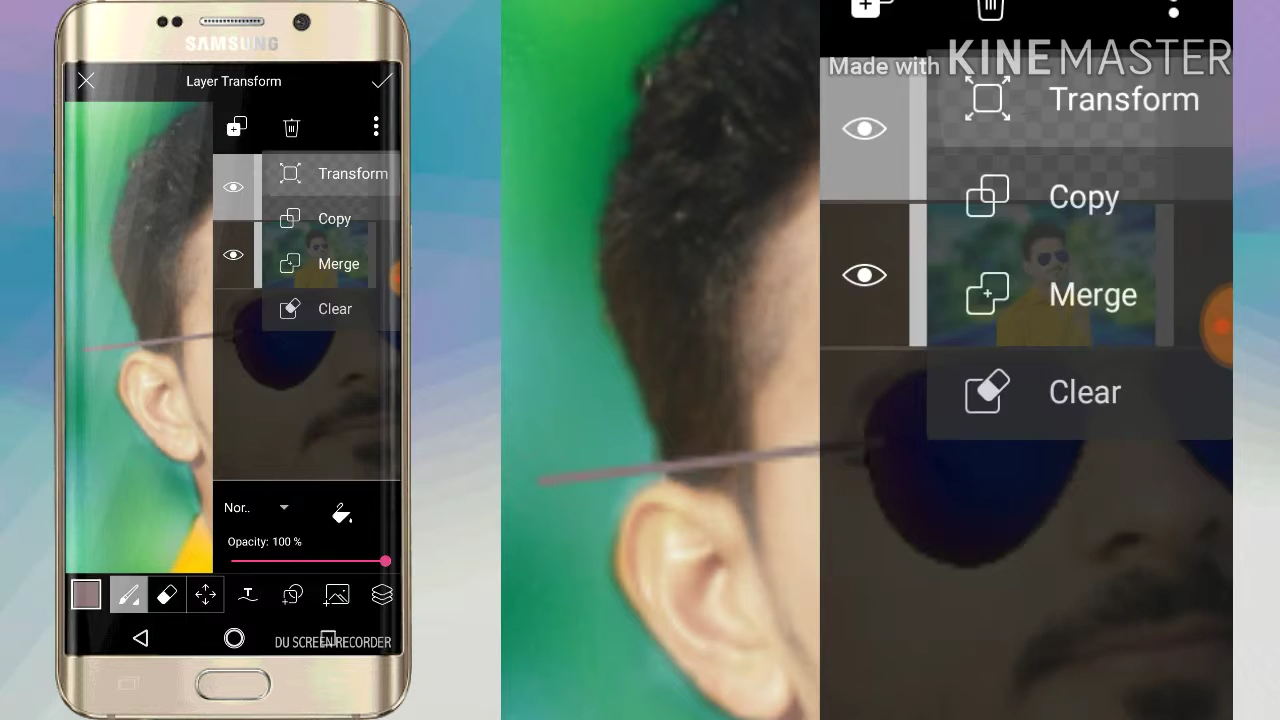 SAMSUNG
Layer Transform
Transform
Copy
Merge
Clear
Nor..
Opacity: 100 %
T
DU SCREEN RECORDER
Made with KINEMASTER
Transform
Copy
Merge
Clear